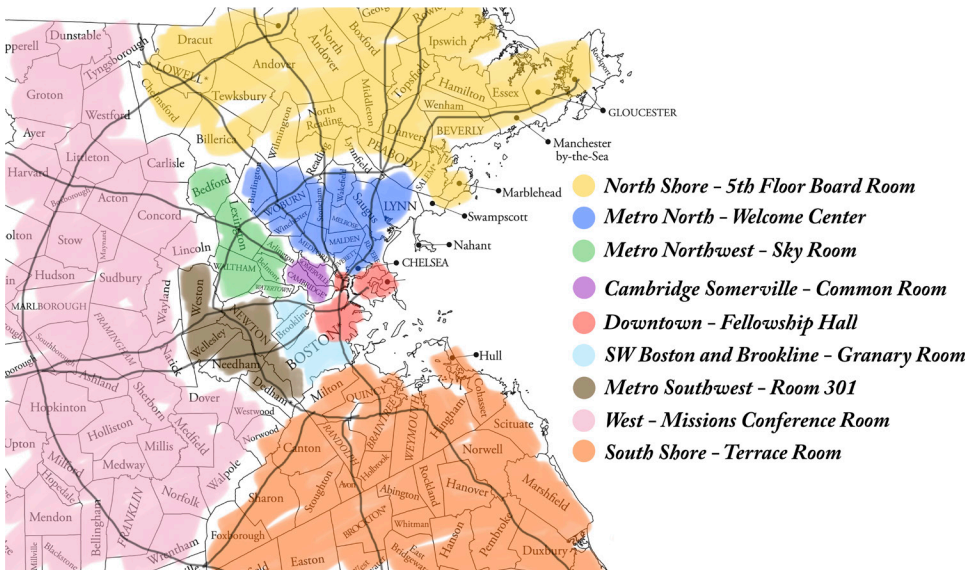 Dunstable
Tyngsborough
Dracut
LOWELL
Andover
North
Andover
Boxford
Georg
Rowley
Ipswich
Rockport
pperell
Groton
Westford
Chelmsford
Tewksbury
Wilmington
North
Reading
Middleton
Topsfield
Hamilton
Wenham
Essex
GLOUCESTER
Ayer
Littleton
Carlisle
Billerica
Reading
Lynnfield
Danvers
BEVERLY
PEABODY
SALEM
Manchester
by-the-Sea
Marblehead
Swampscott
Nahant
CHELSEA
Harvard
Boxborough
Acton
Concord
Bedford
Burlington
WOBURN
Winchester
Stoneham
Wakefield
Saugus
LYNN
MELROSE
MALDEN
Lexington
Arlington
Belmont
WALTHAM
WATERTOWN
CAMBRIDGE
olton
Stow
Maynard
Lincoln
Hudson
Sudbury
Wayland
Weston
MARLBOROUGH
FRAMINGHAM
Southborough
NEWTON
Wellesley
Needham
Brookline
BOSTON
Dedham
Milton
QUINCY
Hull
orough
Ashland
Natick
Sherborn
Dover
Westwood
Norwood
Hopkinton
Holliston
Medfield
Millis
Medway
Walpole
Norfolk
Upton
Milford
Hopedale
Mendon
Bellingham
FRANKLIN
Wrentham
Millville
Blackstone
Canton
RANDOLPH
BRAINTREE
WEYMOUTH
Hingham
Cohasset
Scituate
Norwell
Holbrook
Avon
Stoughton
Sharon
Foxborough
Easton
BROCKTON
Abington
Rockland
Hanover
Whitman
Hanson
Pembroke
Marshfield
Duxbury
East
Bridgewater
West
North Shore – 5th Floor Board Room
Metro North – Welcome Center
Metro Northwest – Sky Room
Cambridge Somerville – Common Room
Downtown – Fellowship Hall
SW Boston and Brookline – Granary Room
Metro Southwest – Room 301
West – Missions Conference Room
South Shore – Terrace Room